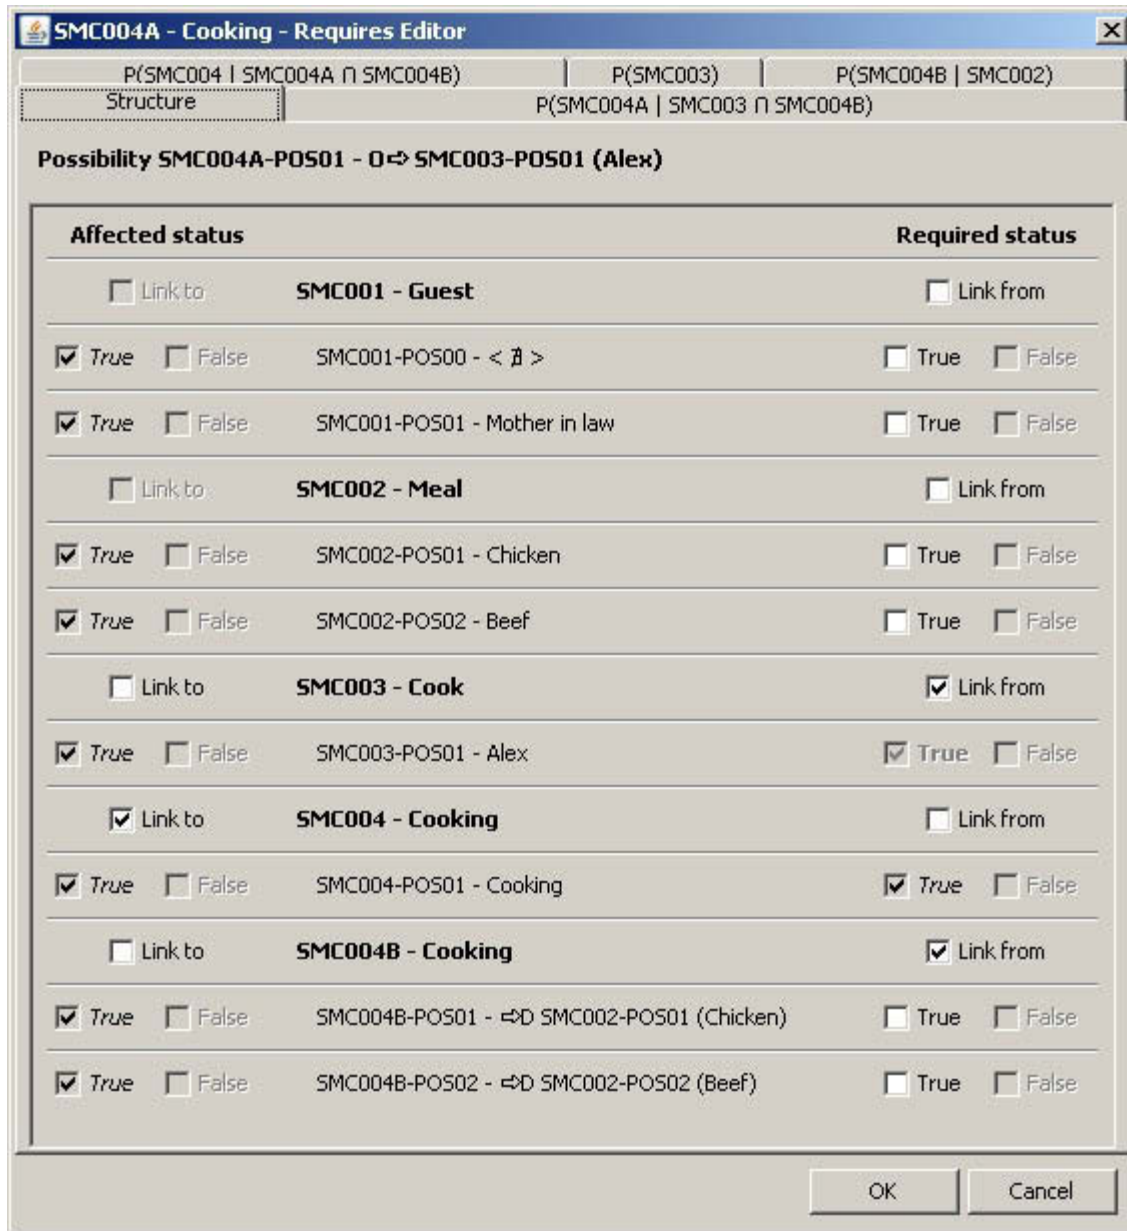 SMC004A - Cooking - Requires Editor
P(SMC004 | SMC004A ∩ SMC004B) P(SMC003) P(SMC004B | SMC002)
Structure P(SMC004A | SMC003 ∩ SMC004B)
Possibility SMC004A-POS01 - O⇨ SMC003-POS01 (Alex)
Affected status Required status
Link to SMC001 - Guest Link from
True False SMC001-POS00 - < ∄ > True False
True False SMC001-POS01 - Mother in law True False
Link to SMC002 - Meal Link from
True False SMC002-POS01 - Chicken True False
True False SMC002-POS02 - Beef True False
Link to SMC003 - Cook Link from
True False SMC003-POS01 - Alex True False
Link to SMC004 - Cooking Link from
True False SMC004-POS01 - Cooking True False
Link to SMC004B - Cooking Link from
True False SMC004B-POS01 - ⇨D SMC002-POS01 (Chicken) True False
True False SMC004B-POS02 - ⇨D SMC002-POS02 (Beef) True False
OK Cancel